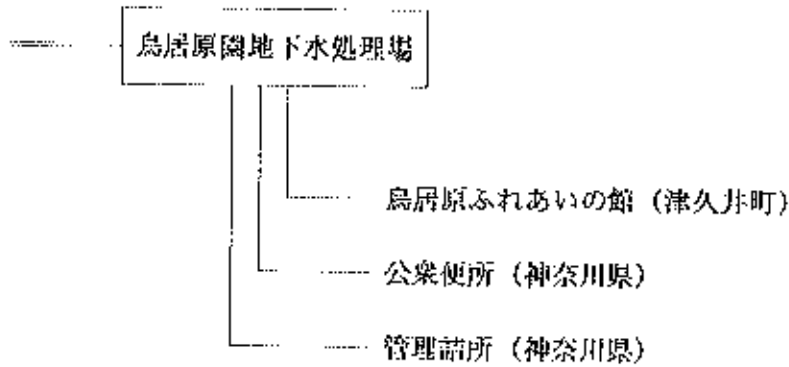 鳥居原園地下水処理場
鳥居原ふれあいの館（津久井町）
公衆便所（神奈川県）
管理詰所（神奈川県）